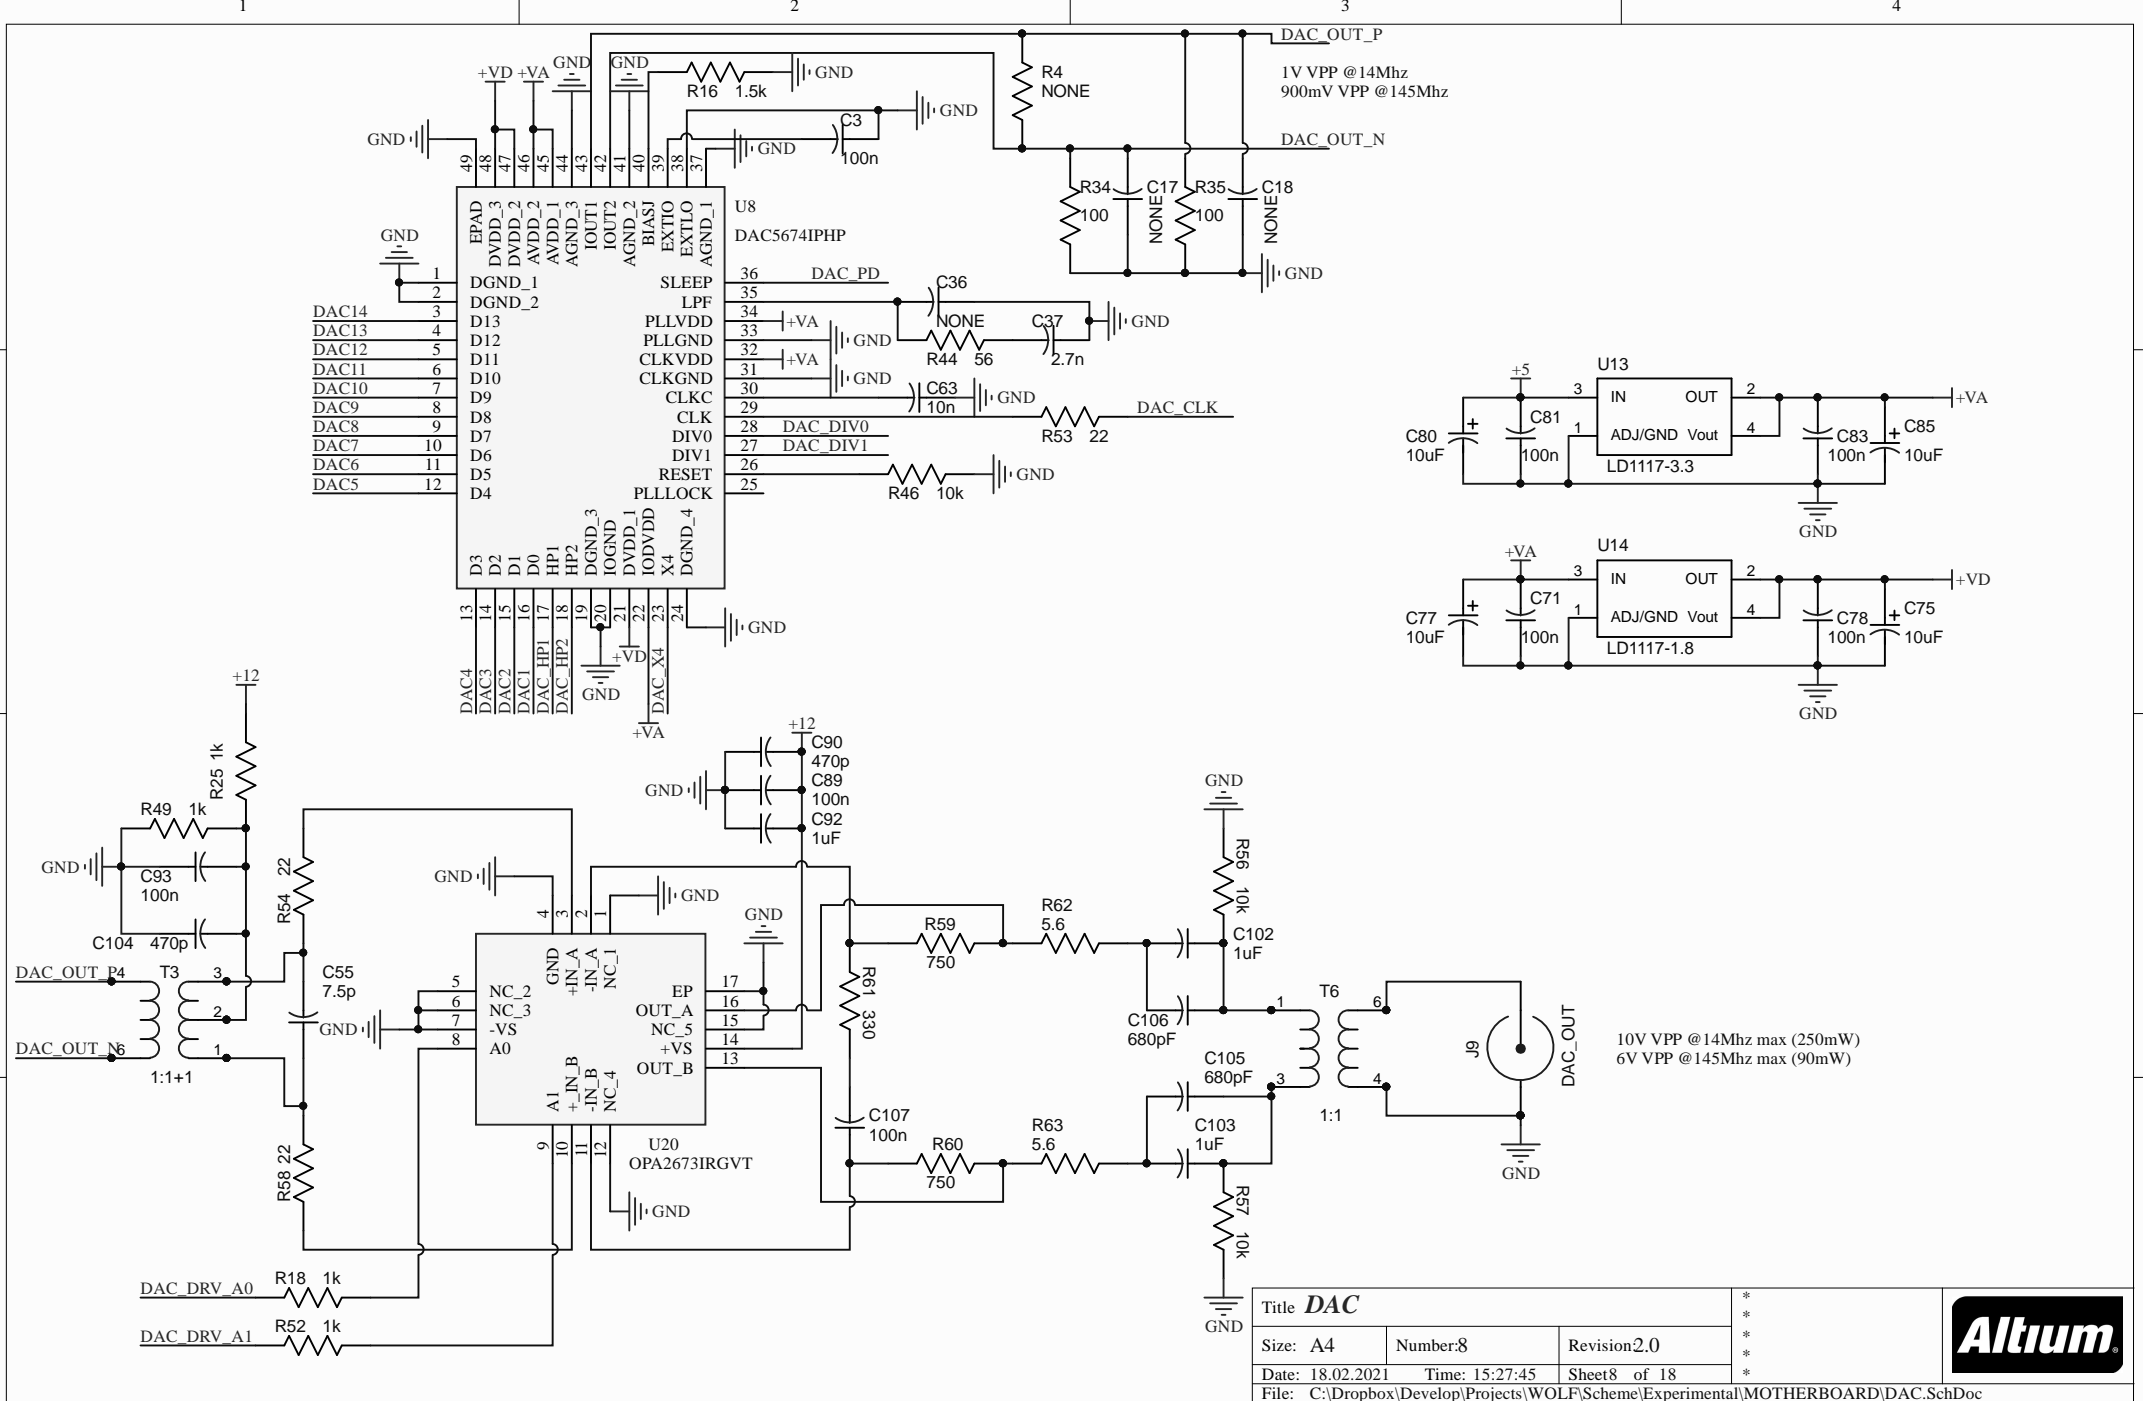 1 2 3 4
DAC_OUT_P
1V VPP @14Mhz
900mV VPP @145Mhz
DAC_OUT_N
R4
NONE
+VD +VA GND GND
R16 1.5k GND
GND
C3
100n
GND
GND
49 48 47 46 45 44 43 42 41 40 39 38 37
EPAD DVDD_3 DVDD_2 AVDD_2 AVDD_1 AGND_3 IOUT1 IOUT2 AGND_2 BIASJ EXTIO EXTLO AGND_1
U8
DAC5674IPHP
R34
100
C17
NONE
R35
100
C18
NONE
GND
GND
1 DGND_1
2 DGND_2
DAC14 3 D13
DAC13 4 D12
DAC12 5 D11
DAC11 6 D10
DAC10 7 D9
DAC9 8 D8
DAC8 9 D7
DAC7 10 D6
DAC6 11 D5
DAC5 12 D4
SLEEP 36 DAC_PD
LPF 35
PLLVDD 34 +VA
PLLGND 33 GND
CLKVDD 32 +VA
CLKGND 31 GND
CLKC 30
CLK 29
DIV0 28 DAC_DIV0
DIV1 27 DAC_DIV1
RESET 26
PLLLOCK 25
C36
NONE
R44 56
C37
2.7n
GND
C63
10n
GND
R53 22
DAC_CLK
R46 10k
GND
D3 D2 D1 D0 HP1 HP2 DGND_3 IOGND DVDD_1 IODVDD X4 DGND_4
13 14 15 16 17 18 19 20 21 22 23 24
DAC4 DAC3 DAC2 DAC1 DAC_HP1 DAC_HP2
GND
+VD
+VA
DAC_X4
GND
U13
+5
3 IN OUT 2
1 ADJ/GND Vout 4
LD1117-3.3
C80
10uF
C81
100n
C83
100n
C85
10uF
+VA
GND
U14
+VA
3 IN OUT 2
1 ADJ/GND Vout 4
LD1117-1.8
C77
10uF
C71
100n
C78
100n
C75
10uF
+VD
GND
+12
R25 1k
R49 1k
GND
C93
100n
C104 470p
R54 22
DAC_OUT_P 4
DAC_OUT_N 6
T3
3
2
1
1:1+1
C55
7.5p
R58 22
GND
+12
C90
470p
C89
100n
C92
1uF
GND
GND
GND
GND
4 3 2 1
GND +IN_A -IN_A NC_1
5 NC_2
6 NC_3
7 -VS
8 A0
EP 17
OUT_A 16
NC_5 15
+VS 14
OUT_B 13
A1 +_IN_B -IN_B NC_4
9 10 11 12
U20
OPA2673IRGVT
GND
R61 330
C107
100n
R59
750
R62
5.6
R60
750
R63
5.6
GND
R56 10k
C102
1uF
C106
680pF
C105
680pF
C103
1uF
R57 10k
GND
T6
1
3
6
4
1:1
J9
DAC_OUT
GND
10V VPP @14Mhz max (250mW)
6V VPP @145Mhz max (90mW)
DAC_DRV_A0 R18 1k
DAC_DRV_A1 R52 1k
Title DAC
Size: A4 Number:8 Revision:2.0
Date: 18.02.2021 Time: 15:27:45 Sheet8 of 18
File: C:\Dropbox\Develop\Projects\WOLF\Scheme\Experimental\MOTHERBOARD\DAC.SchDoc
*
*
*
*
*
Altium